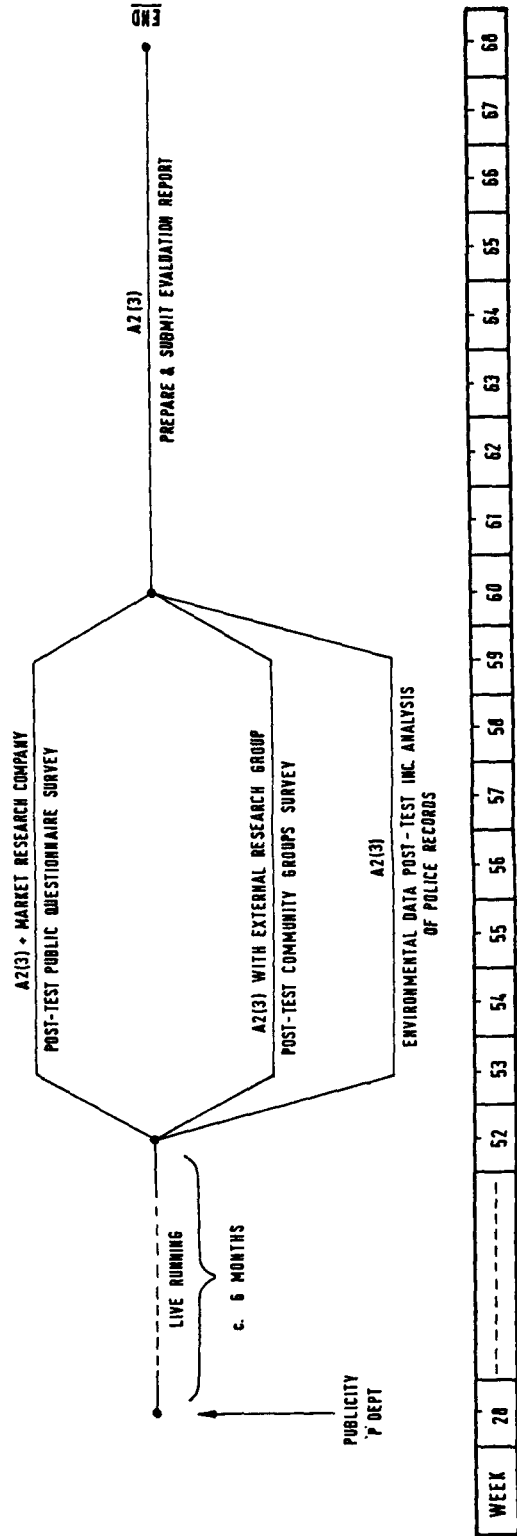 A2(3) + MARKET RESEARCH COMPANY
POST-TEST PUBLIC QUESTIONNAIRE SURVEY
LIVE RUNNING
c. 6 MONTHS
PUBLICITY
'P' DEPT
A2(3) WITH EXTERNAL RESEARCH GROUP
POST-TEST COMMUNITY GROUPS SURVEY
A2(3)
ENVIRONMENTAL DATA POST-TEST INC ANALYSIS
OF POLICE RECORDS
A2(3)
PREPARE & SUBMIT EVALUATION REPORT
END
WEEK 28 52 53 54 55 56 57 58 59 60 61 62 63 64 65 66 67 68